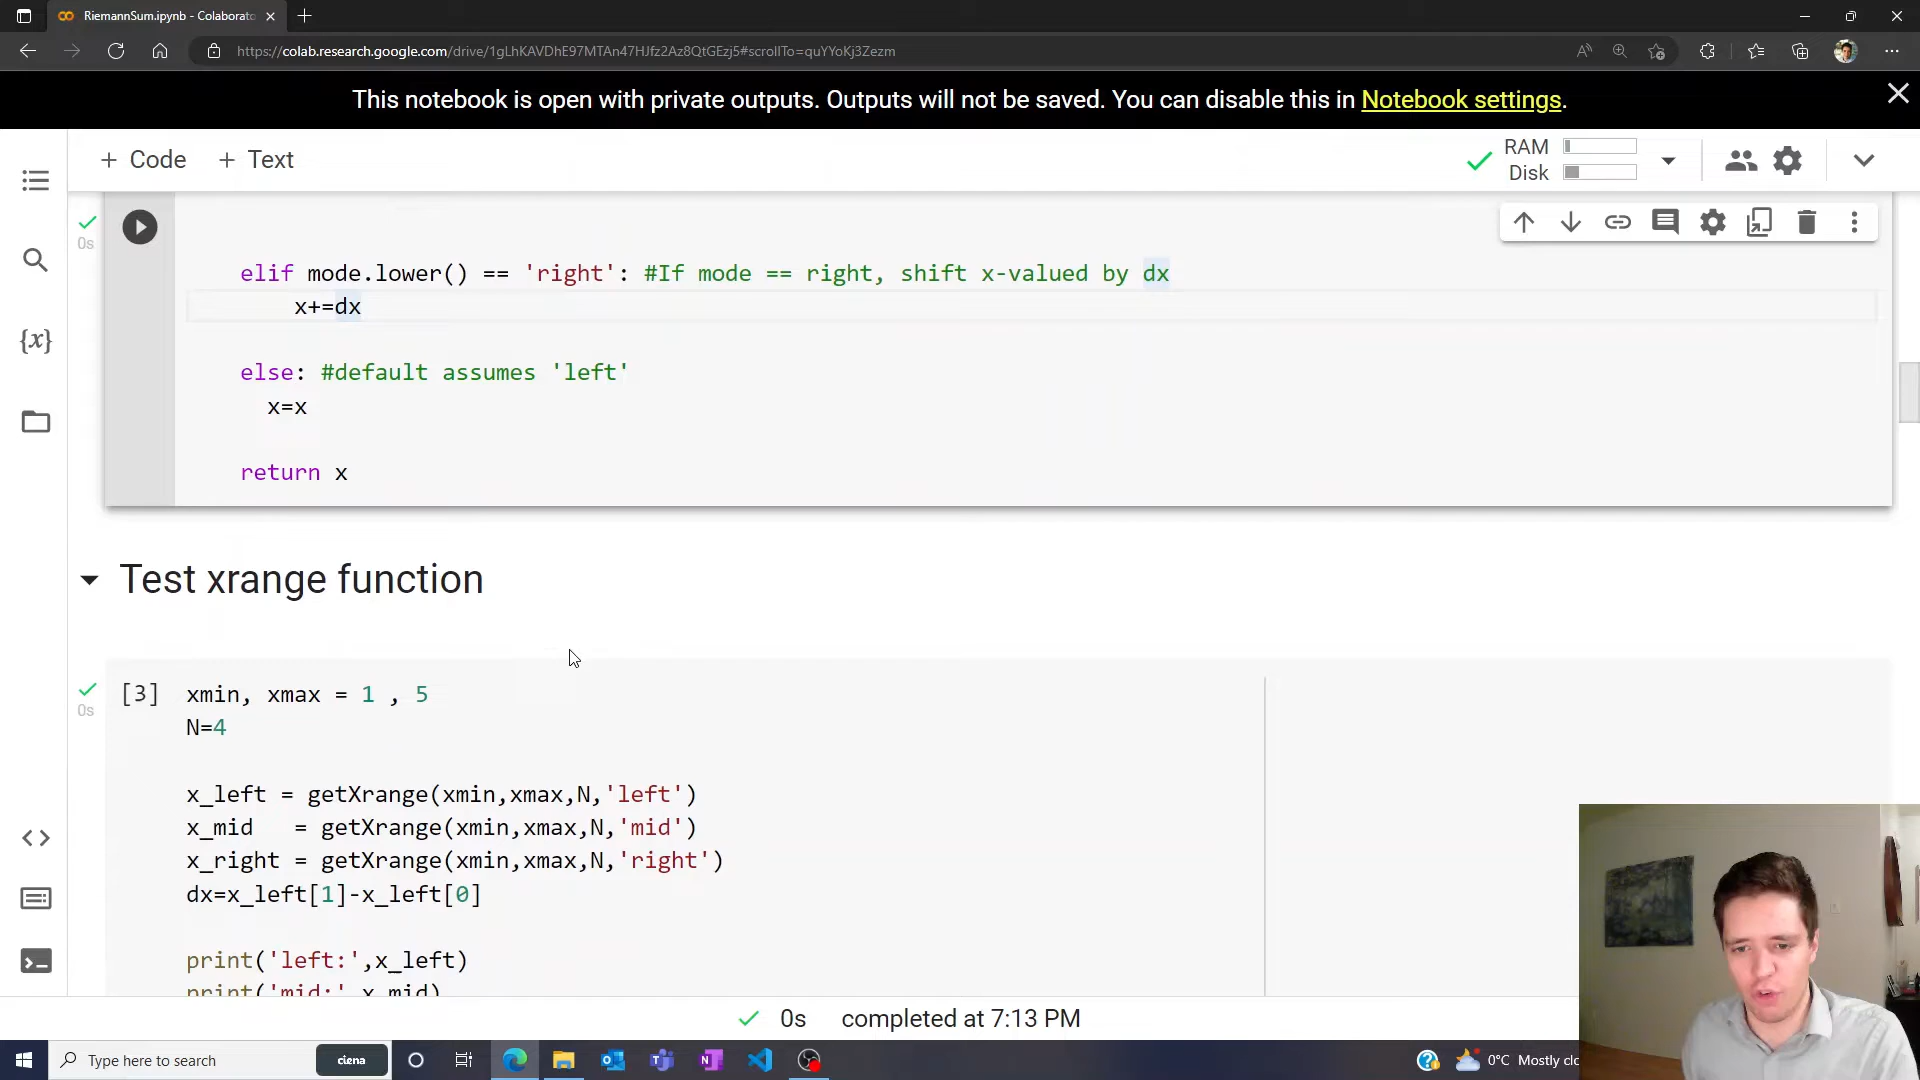 RiemannSum.ipynb - Colaborato
https://colab.research.google.com/drive/1gLhKAVDhE97MTAn47HJfz2Az8QtGEzj5#scrollTo=quYYoKj3Zezm
This notebook is open with private outputs. Outputs will not be saved. You can disable this in Notebook settings.
+ Code + Text
RAM
Disk
0s
elif mode.lower() == 'right': #If mode == right, shift x-valued by dx
x+=dx
else: #default assumes 'left'
x=x
return x
Test xrange function
0s
[3] xmin, xmax = 1 , 5
N=4
x_left = getXrange(xmin,xmax,N,'left')
x_mid = getXrange(xmin,xmax,N,'mid')
x_right = getXrange(xmin,xmax,N,'right')
dx=x_left[1]-x_left[0]
print('left:',x_left)
print('mid:',x_mid)
0s completed at 7:13 PM
Type here to search
ciena
0°C Mostly clo